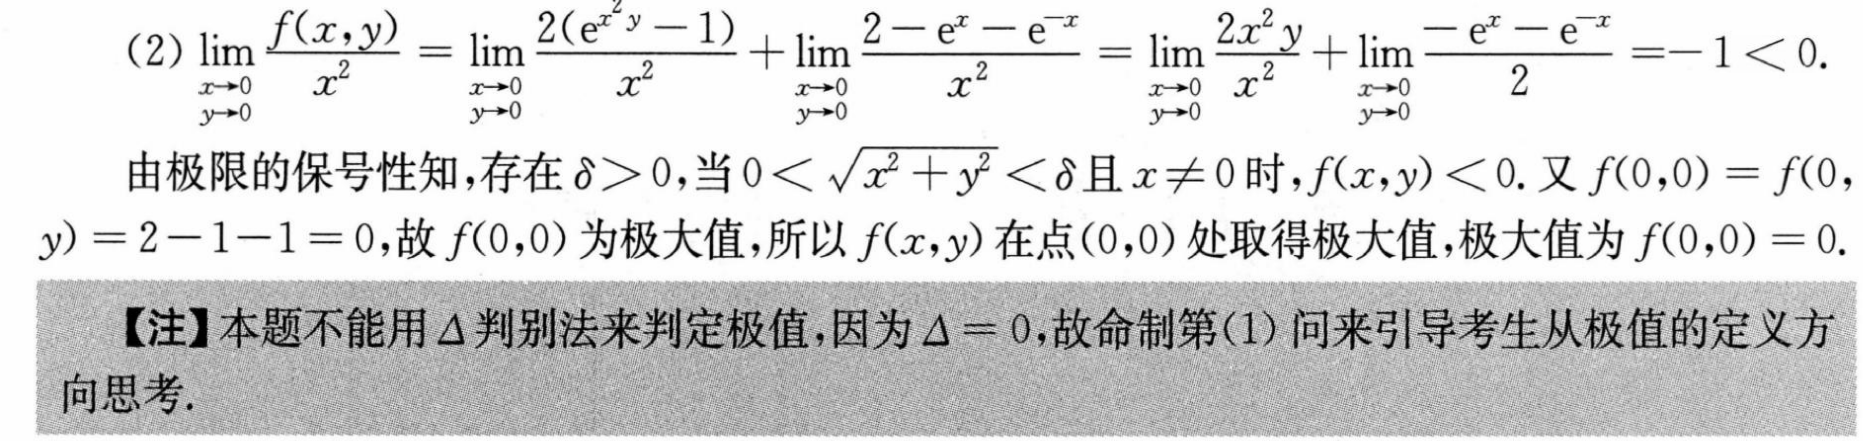 (2) $\lim\limits_{\substack{x\to0\\y\to0}}\frac{f(x,y)}{x^2}=\lim\limits_{\substack{x\to0\\y\to0}}\frac{2(\mathrm{e}^{x^2y}-1)}{x^2}+\lim\limits_{\substack{x\to0\\y\to0}}\frac{2-\mathrm{e}^x-\mathrm{e}^{-x}}{x^2}=\lim\limits_{\substack{x\to0\\y\to0}}\frac{2x^2y}{x^2}+\lim\limits_{\substack{x\to0\\y\to0}}\frac{-\mathrm{e}^x-\mathrm{e}^{-x}}{2}=-1<0.$
由极限的保号性知,存在 $\delta>0$,当 $0<\sqrt{x^2+y^2}<\delta$ 且 $x\neq0$ 时,$f(x,y)<0$. 又 $f(0,0)=f(0,$
$y)=2-1-1=0$,故 $f(0,0)$ 为极大值,所以 $f(x,y)$ 在点$(0,0)$ 处取得极大值,极大值为 $f(0,0)=0$.
【注】本题不能用 $\Delta$ 判别法来判定极值,因为 $\Delta=0$,故命制第(1) 问来引导考生从极值的定义方
向思考.